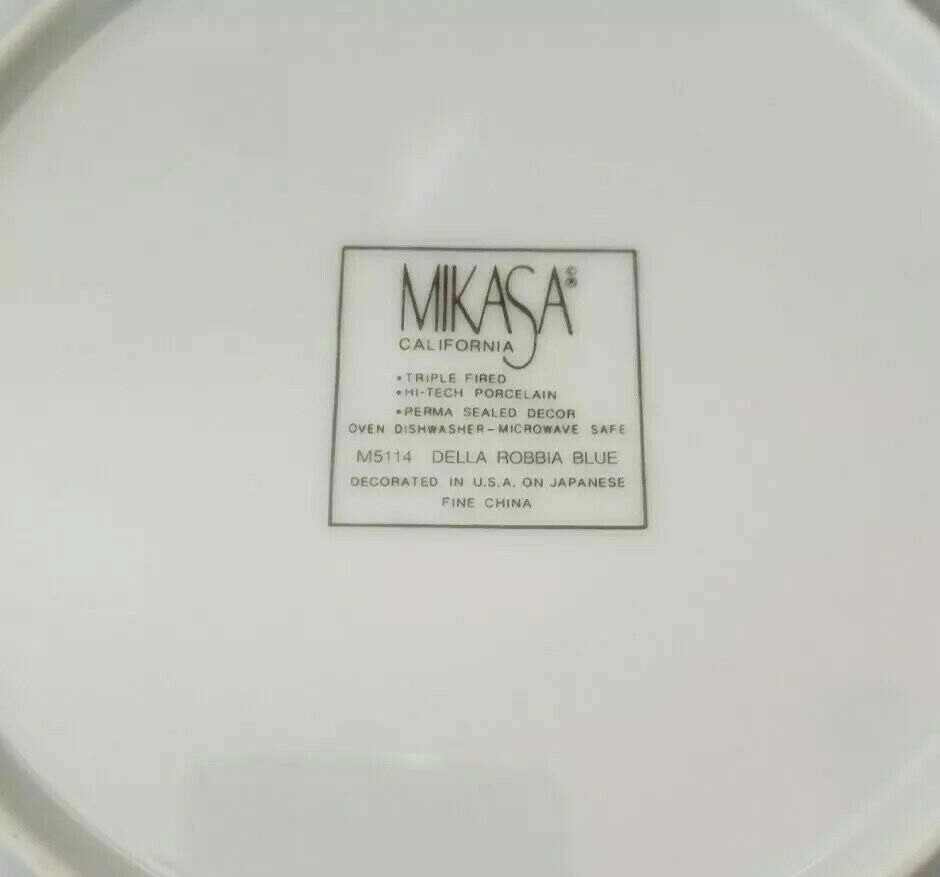 MIKASA©®
CALIFORNIA
•TRIPLE FIRED
•HI-TECH PORCELAIN
•PERMA SEALED DECOR
OVEN DISHWASHER-MICROWAVE SAFE
M5114 DELLA ROBBIA BLUE
DECORATED IN U.S.A. ON JAPANESE
FINE CHINA